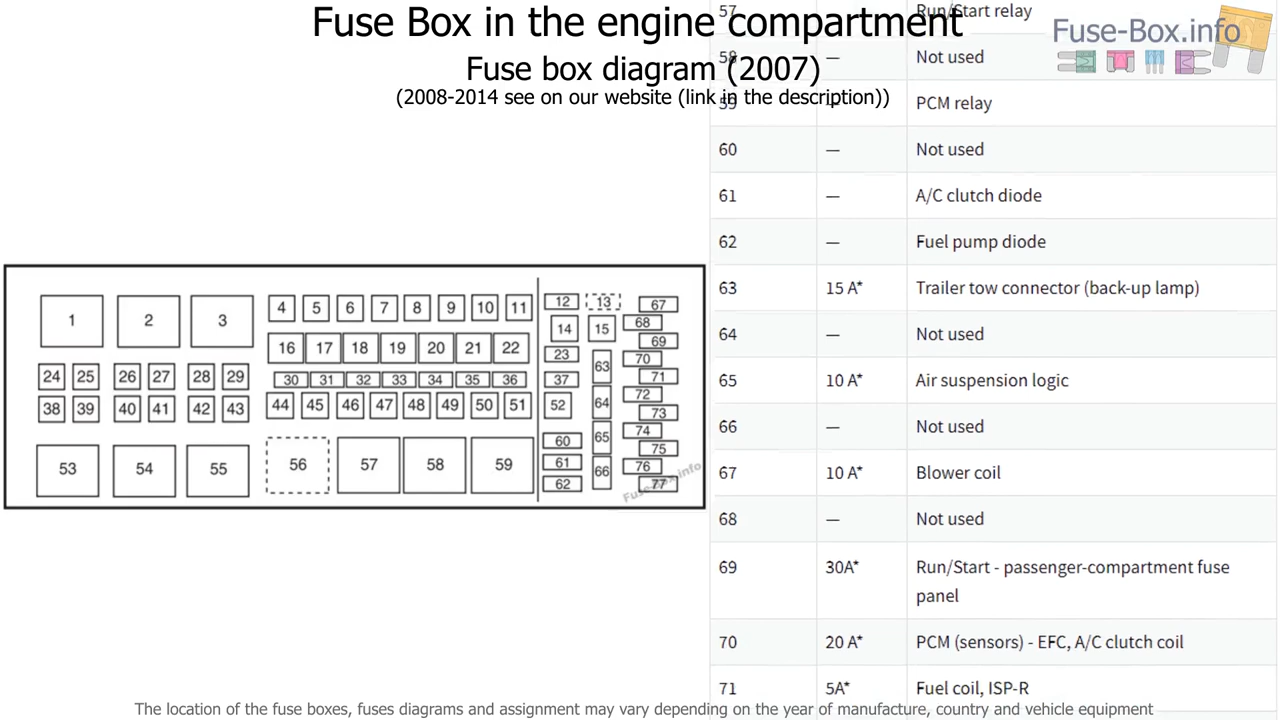 Fuse Box in the engine compartment
Fuse box diagram (2007)
(2008-2014 see on our website (link in the description))
Fuse-Box.info
1 2 3 4 5 6 7 8 9 10 11 12 13 67
14 15 68
16 17 18 19 20 21 22 69
23 70
24 25 26 27 28 29 30 31 32 33 34 35 36 37 63 71
72
38 39 40 41 42 43 44 45 46 47 48 49 50 51 52 64 73
74
53 54 55 56 57 58 59 60 65 75
61 66 76
62 77
Fuse-Box.info
57 Run/Start relay
58 — Not used
59 — PCM relay
60 — Not used
61 — A/C clutch diode
62 — Fuel pump diode
63 15 A* Trailer tow connector (back-up lamp)
64 — Not used
65 10 A* Air suspension logic
66 — Not used
67 10 A* Blower coil
68 — Not used
69 30A* Run/Start - passenger-compartment fuse
panel
70 20 A* PCM (sensors) - EFC, A/C clutch coil
71 5A* Fuel coil, ISP-R
The location of the fuse boxes, fuses diagrams and assignment may vary depending on the year of manufacture, country and vehicle equipment